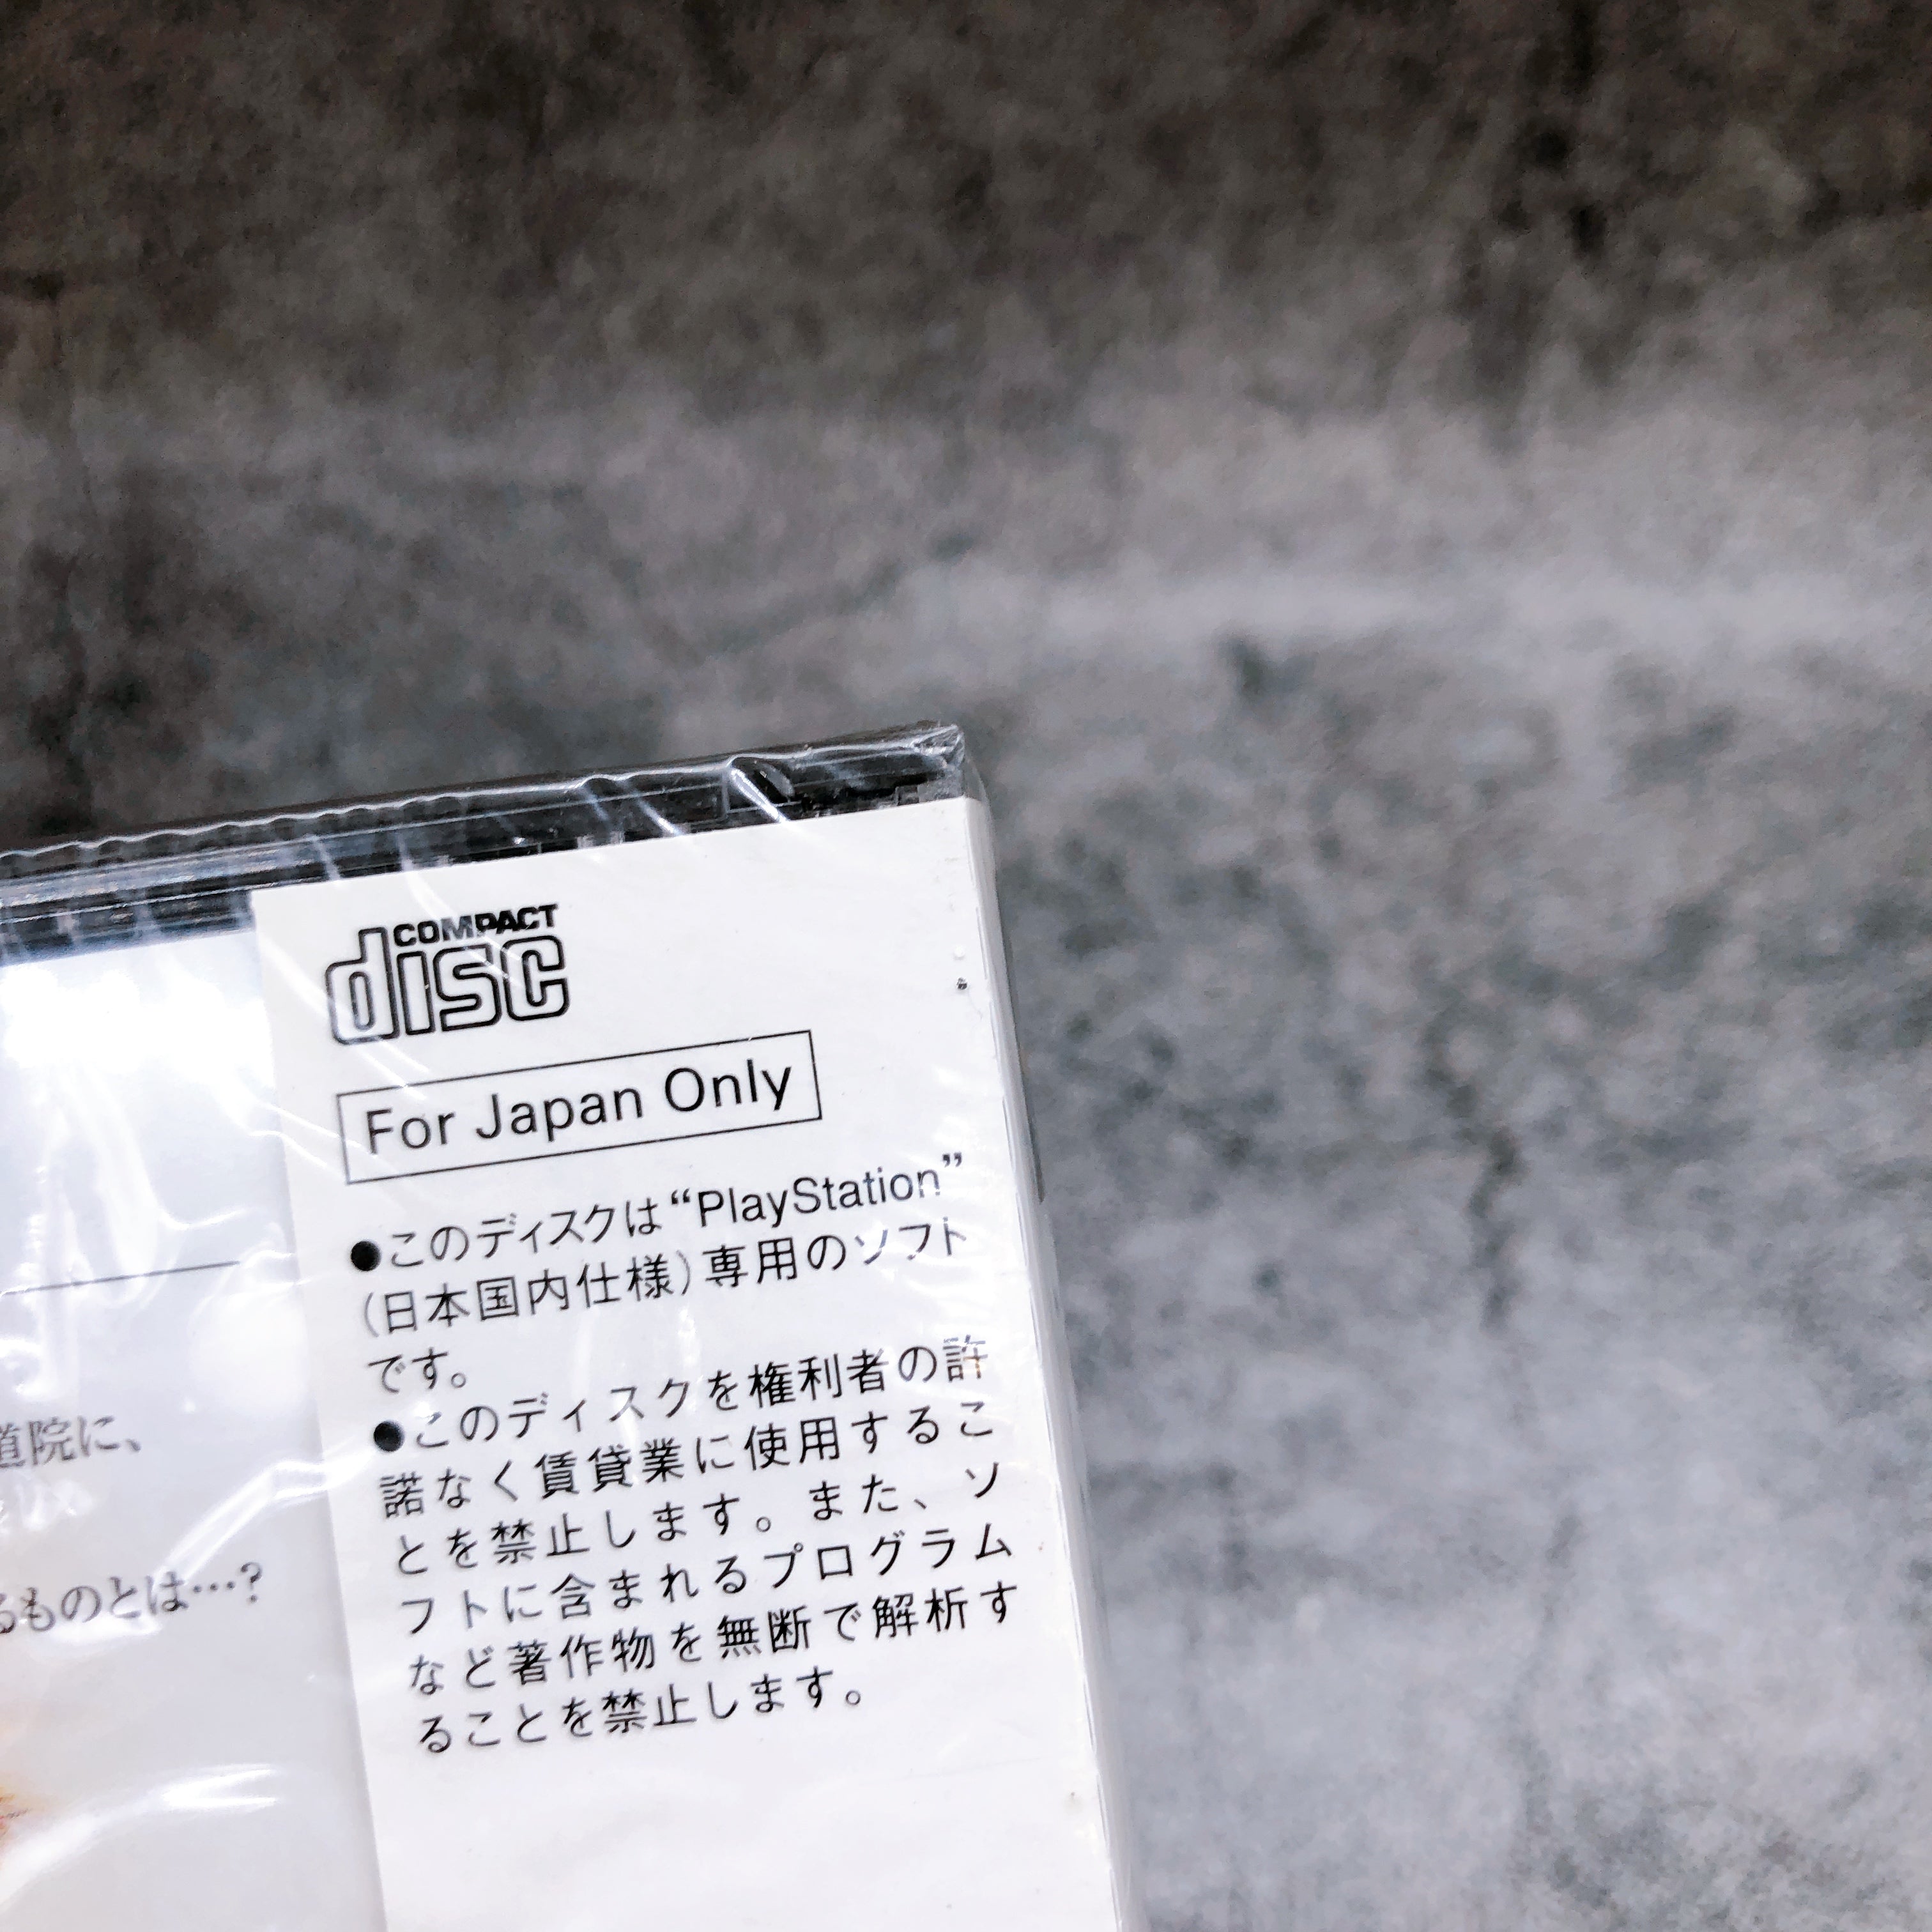 COMPACT
disc
For Japan Only
●このディスクは“PlayStation”
(日本国内仕様)専用のソフト
です。
●このディスクを権利者の許
諾なく賃貸業に使用するこ
とを禁止します。また、ソ
フトに含まれるプログラム
など著作物を無断で解析す
ることを禁止します。
道院に、
るものとは…?